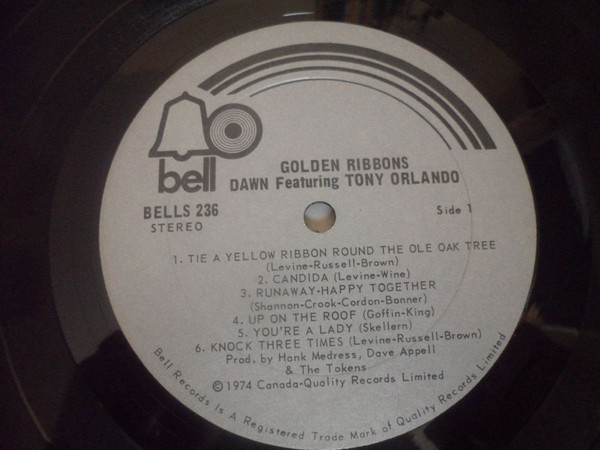 bell
GOLDEN RIBBONS
DAWN Featuring TONY ORLANDO
BELLS 236
STEREO
Side 1
1. TIE A YELLOW RIBBON ROUND THE OLE OAK TREE
(Levine-Russell-Brown)
2. CANDIDA (Levine-Wine)
3. RUNAWAY-HAPPY TOGETHER
(Shannon-Crook-Cordon-Bonner)
4. UP ON THE ROOF (Goffin-King)
5. YOU'RE A LADY (Skellern)
6. KNOCK THREE TIMES (Levine-Russell-Brown)
Prod. by Hank Medress, Dave Appell
& The Tokens
©1974 Canada-Quality Records Limited
Bell Records Is A Registered Trade Mark of Quality Records Limited